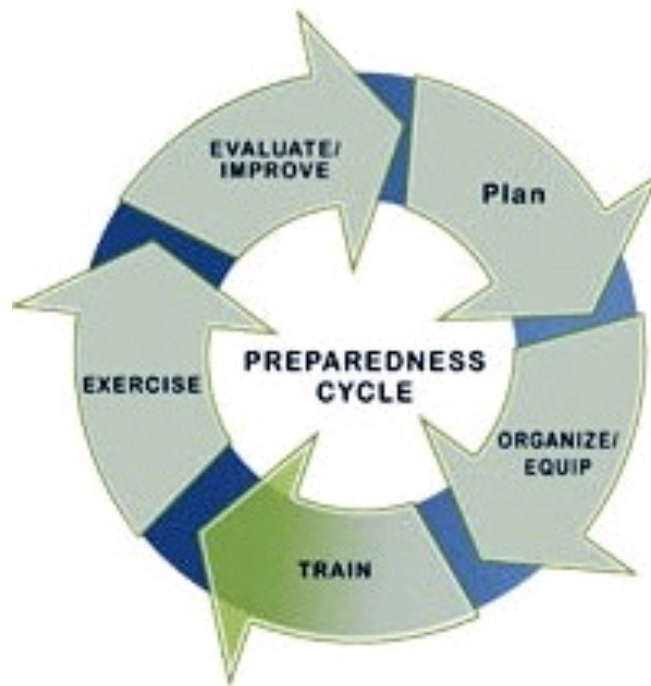 EVALUATE/
IMPROVE
Plan
PREPAREDNESS
CYCLE
EXERCISE
ORGANIZE/
EQUIP
TRAIN